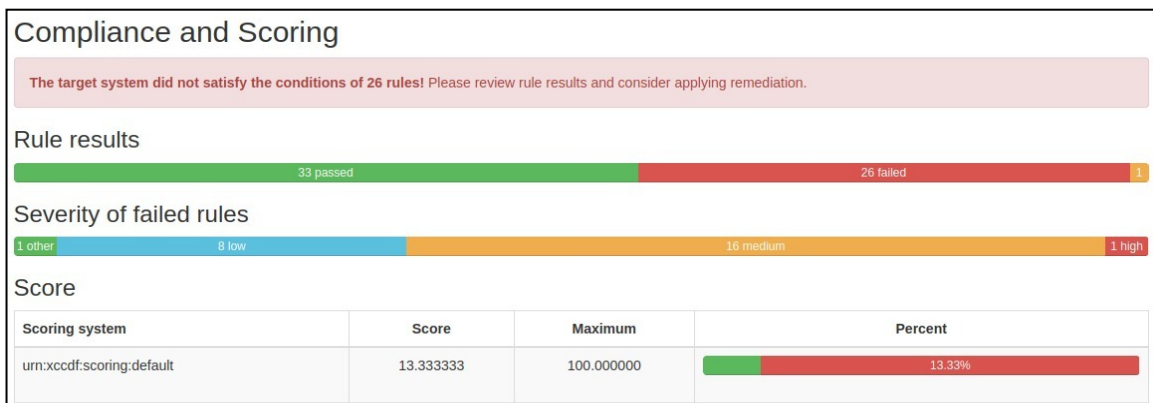 Compliance and Scoring
The target system did not satisfy the conditions of 26 rules! Please review rule results and consider applying remediation.
Rule results
33 passed 26 failed 1
Severity of failed rules
1 other 8 low 16 medium 1 high
Score
Scoring system Score Maximum Percent
urn:xccdf:scoring:default 13.333333 100.000000 13.33%